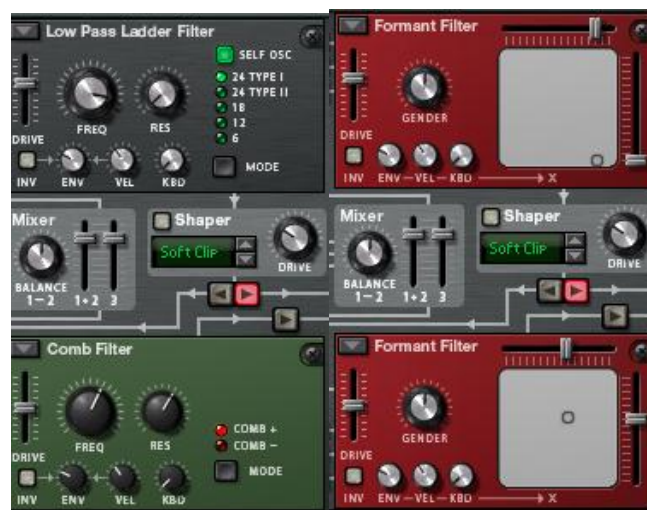 Low Pass Ladder Filter
SELF OSC
24 TYPE I
24 TYPE II
18
12
6
DRIVE
FREQ
RES
MODE
INV
ENV
VEL
KBD
Formant Filter
GENDER
DRIVE
INV
ENV
VEL
KBD
X
Mixer
BALANCE
1-2
1+2
3
Shaper
Soft Clip
DRIVE
Mixer
BALANCE
1-2
1+2
3
Shaper
Soft Clip
DRIVE
Comb Filter
COMB +
COMB -
DRIVE
FREQ
RES
MODE
INV
ENV
VEL
KBD
Formant Filter
GENDER
DRIVE
INV
ENV
VEL
KBD
X